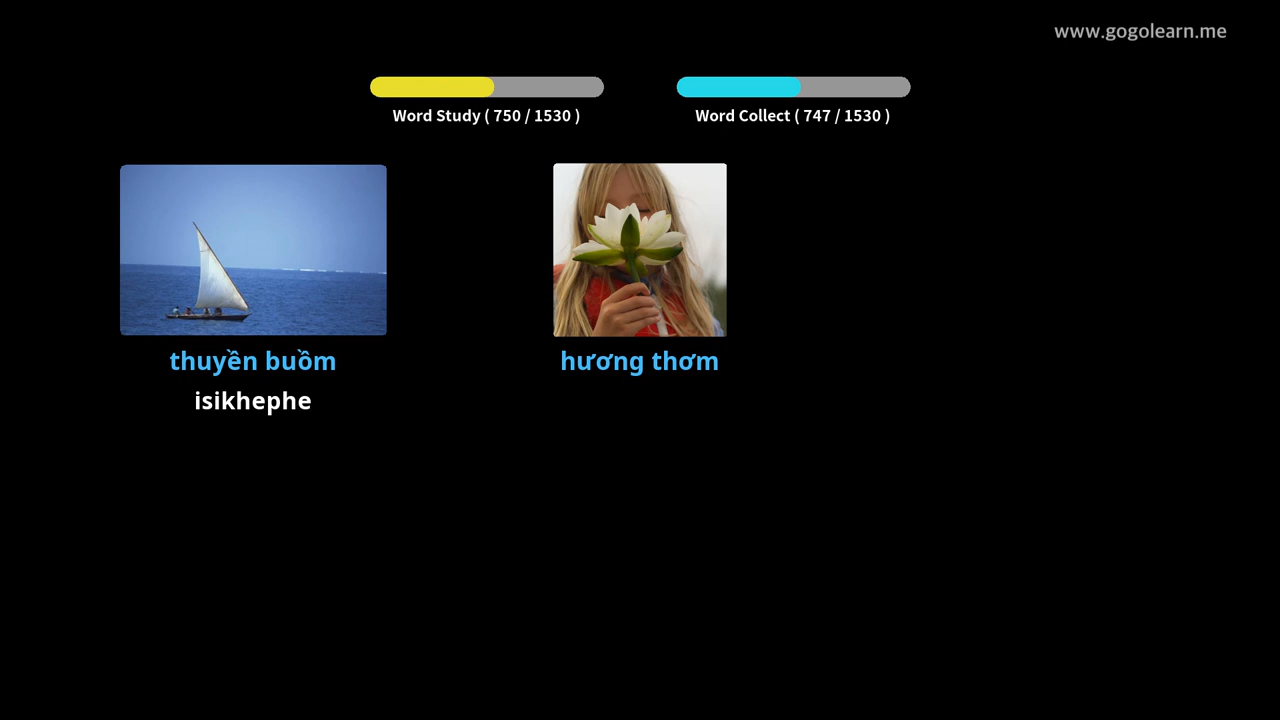 www.gogolearn.me
Word Study ( 750 / 1530 )
Word Collect ( 747 / 1530 )
thuyền buồm
isikhephe
hương thơm